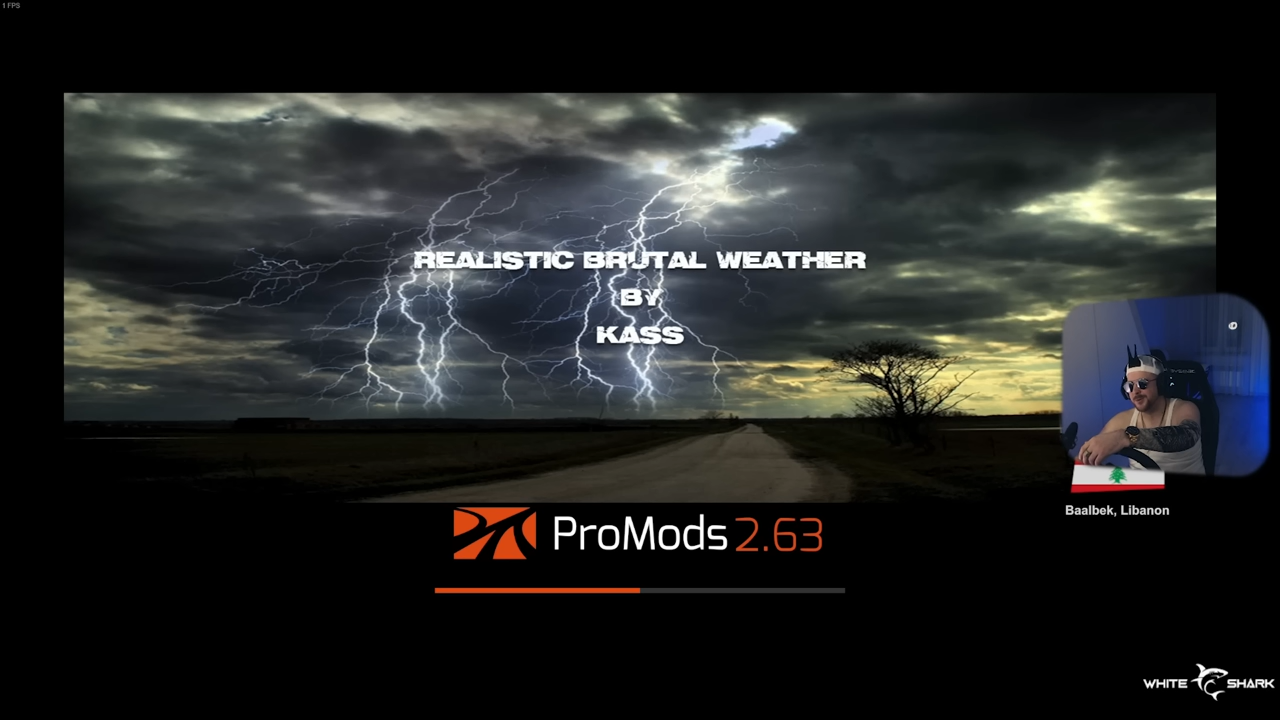 1 FPS
REALISTIC BRUTAL WEATHER
BY
KASS
ProMods 2.63
Baalbek, Libanon
WHITE SHARK